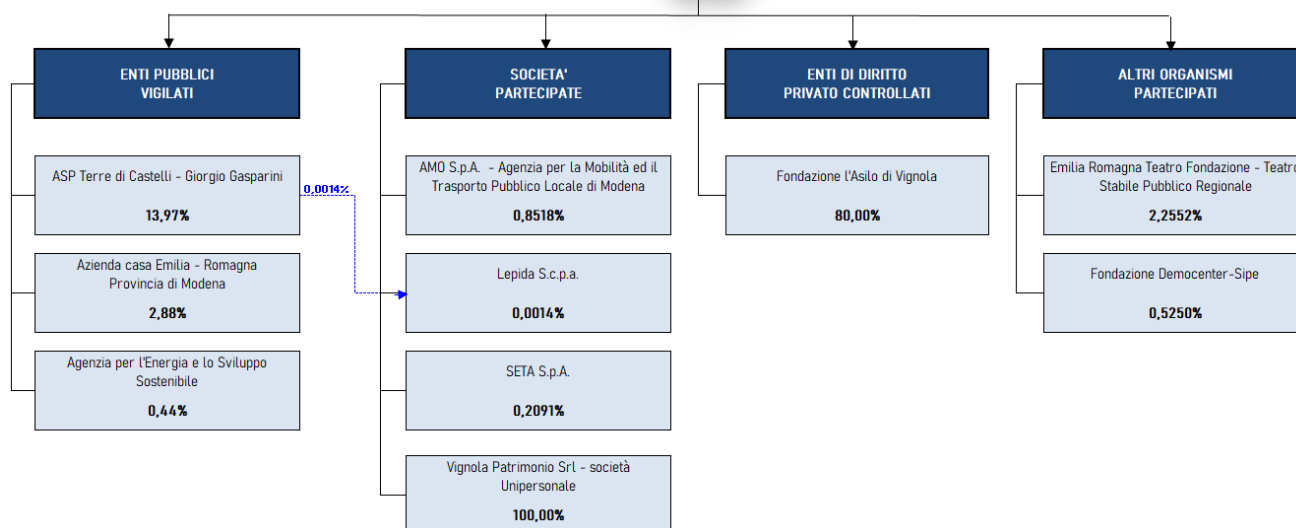 ENTI PUBBLICI
VIGILATI
SOCIETA'
PARTECIPATE
ENTI DI DIRITTO
PRIVATO CONTROLLATI
ALTRI ORGANISMI
PARTECIPATI
ASP Terre di Castelli - Giorgio Gasparini
13,97%
0,0014%
AMO S.p.A. - Agenzia per la Mobilità ed il
Trasporto Pubblico Locale di Modena
0,8518%
Fondazione l'Asilo di Vignola
80,00%
Emilia Romagna Teatro Fondazione - Teatro
Stabile Pubblico Regionale
2,2552%
Azienda casa Emilia - Romagna
Provincia di Modena
2,88%
Lepida S.c.p.a.
0,0014%
Fondazione Democenter-Sipe
0,5250%
Agenzia per l'Energia e lo Sviluppo
Sostenibile
0,44%
SETA S.p.A.
0,2091%
Vignola Patrimonio Srl - società
Unipersonale
100,00%